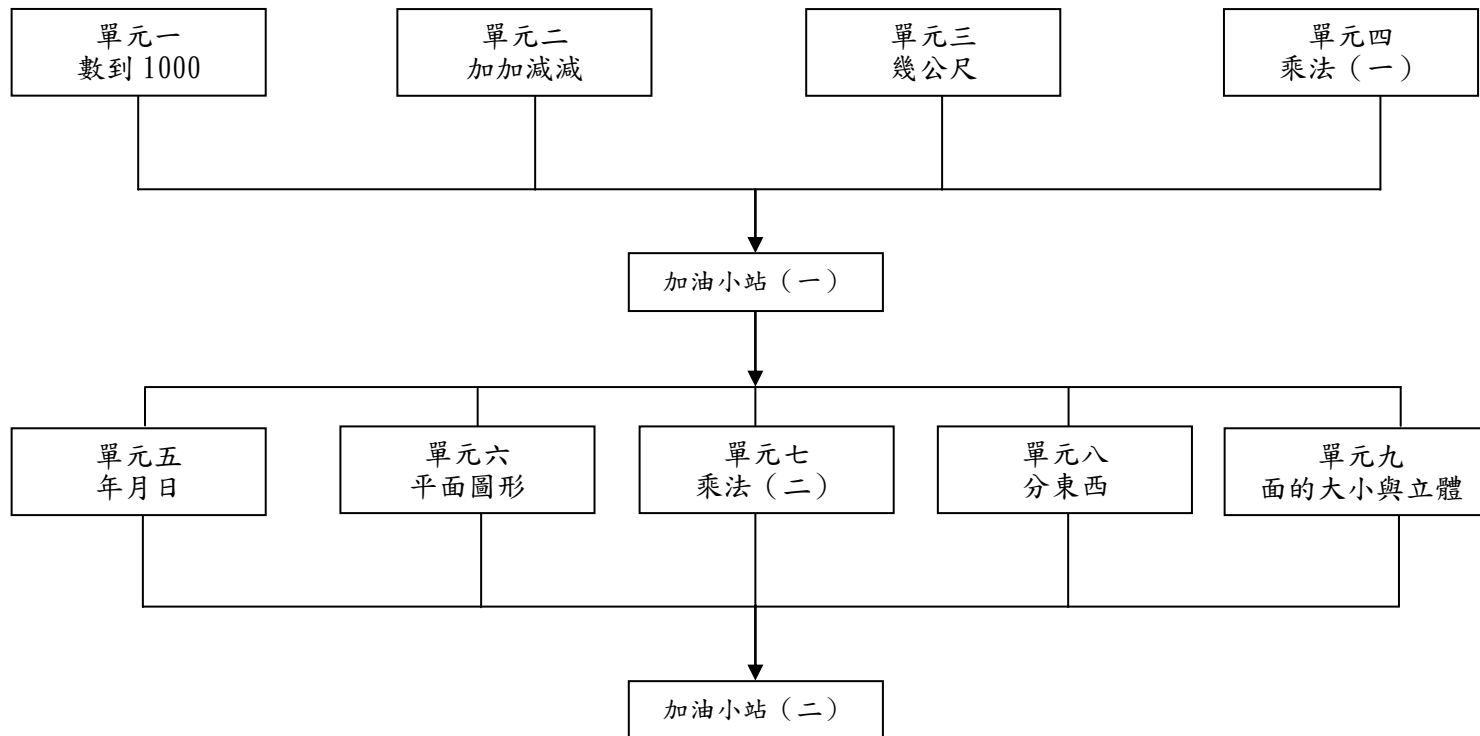 單元一
數到 1000
單元二
加加減減
單元三
幾公尺
單元四
乘法（一）
加油小站（一）
單元五
年月日
單元六
平面圖形
單元七
乘法（二）
單元八
分東西
單元九
面的大小與立體
加油小站（二）